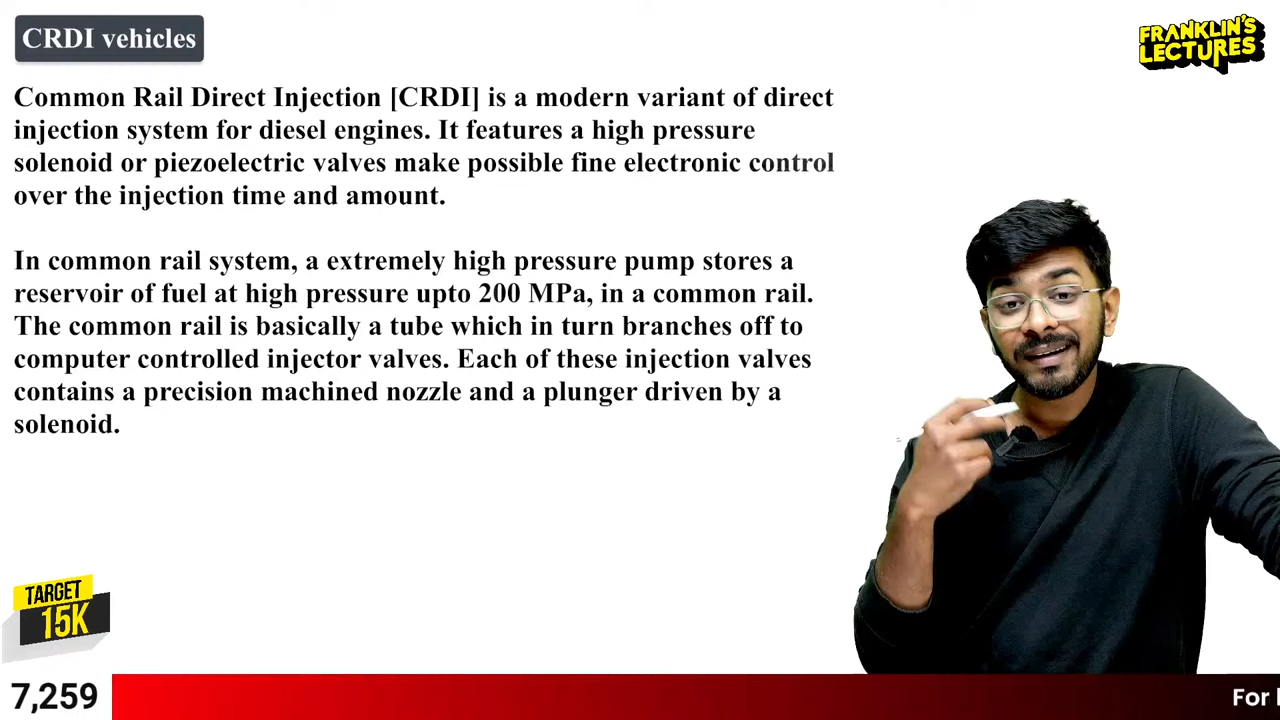 CRDI vehicles
FRANKLIN'S
LECTURES
Common Rail Direct Injection [CRDI] is a modern variant of direct
injection system for diesel engines. It features a high pressure
solenoid or piezoelectric valves make possible fine electronic control
over the injection time and amount.
In common rail system, a extremely high pressure pump stores a
reservoir of fuel at high pressure upto 200 MPa, in a common rail.
The common rail is basically a tube which in turn branches off to
computer controlled injector valves. Each of these injection valves
contains a precision machined nozzle and a plunger driven by a
solenoid.
TARGET
15K
7,259
For